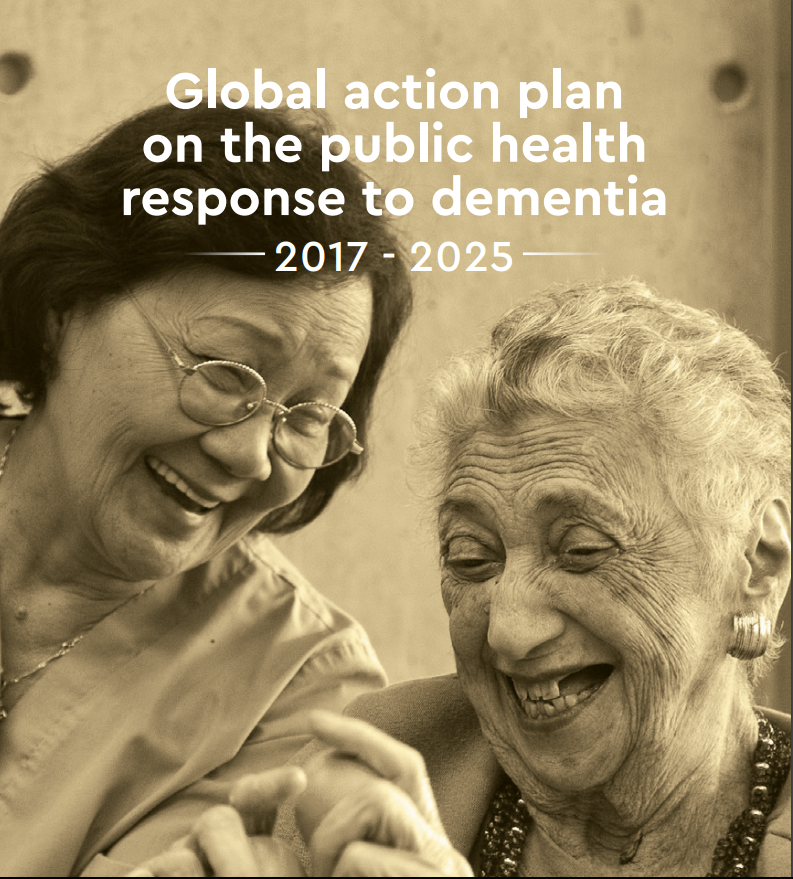 Global action plan
on the public health
response to dementia
2017 - 2025